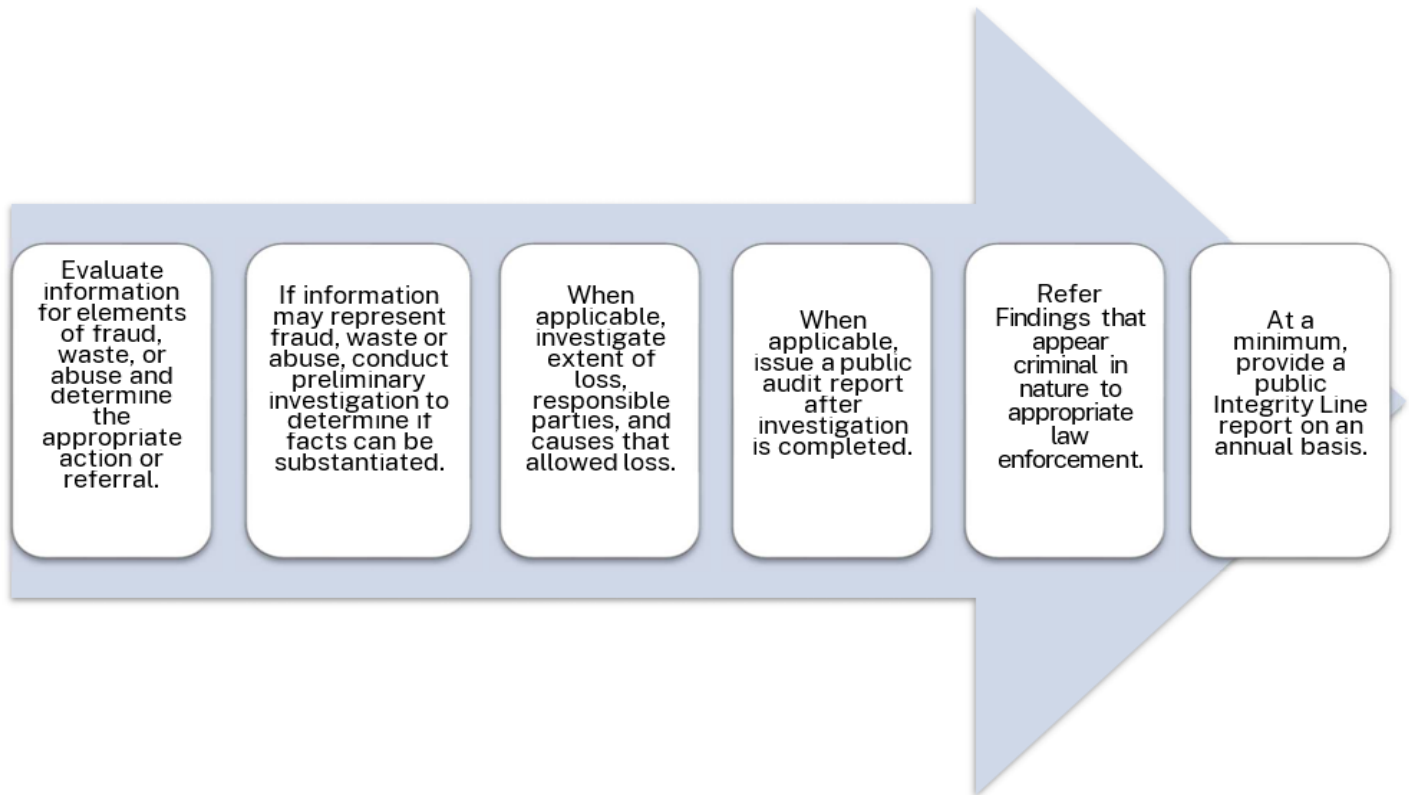 Evaluate
information
for elements
of fraud,
waste, or
abuse and
determine
the
appropriate
action or
referral.
If information
may represent
fraud, waste or
abuse, conduct
preliminary
investigation to
determine if
facts can be
substantiated.
When
applicable,
investigate
extent of
loss,
responsible
parties, and
causes that
allowed loss.
When
applicable,
issue a public
audit report
after
investigation
is completed.
Refer
Findings that
appear
criminal in
nature to
appropriate
law
enforcement.
At a
minimum,
provide a
public
Integrity Line
report on an
annual basis.